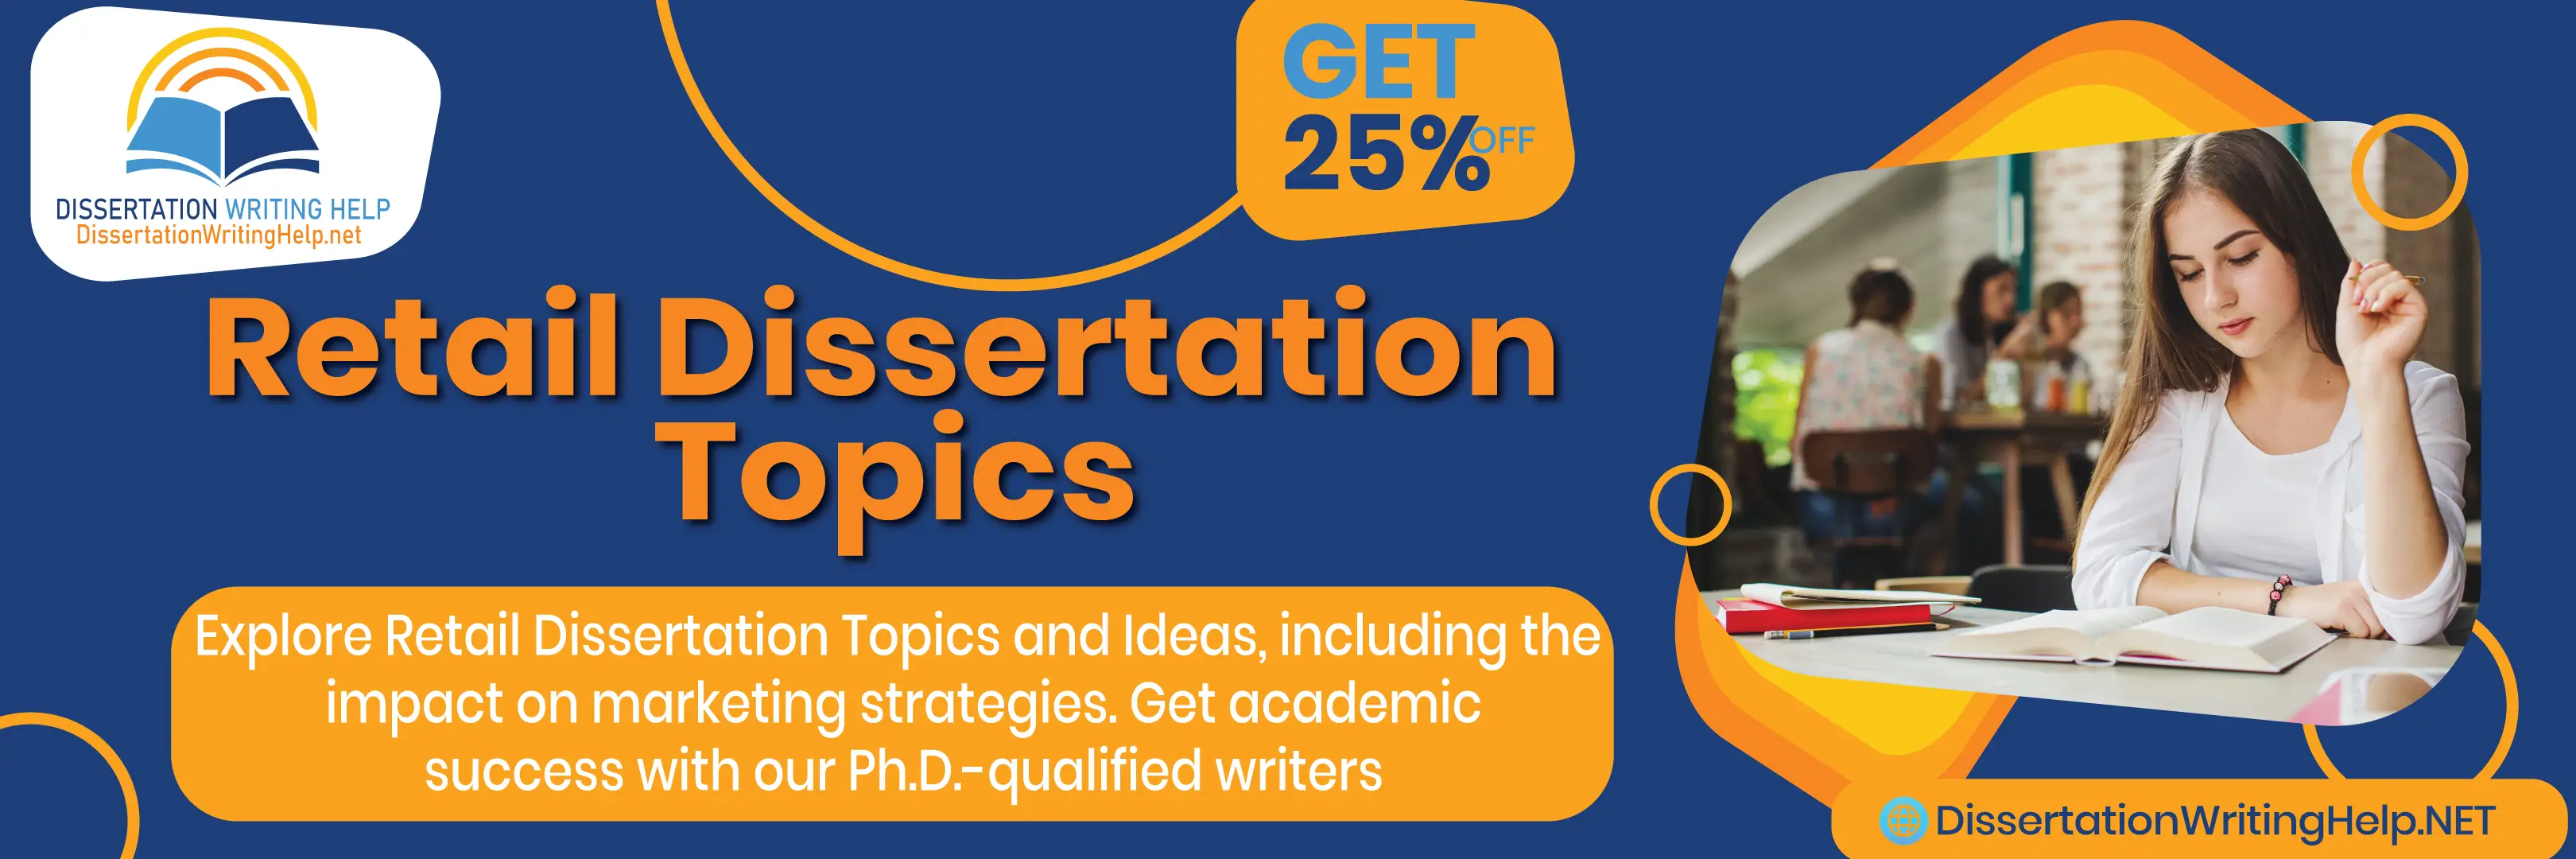 DISSERTATION WRITING HELP
DissertationWritingHelp.net
GET
25% OFF
Retail Dissertation
Topics
Explore Retail Dissertation Topics and Ideas, including the
impact on marketing strategies. Get academic
success with our Ph.D.-qualified writers
DissertationWritingHelp.NET